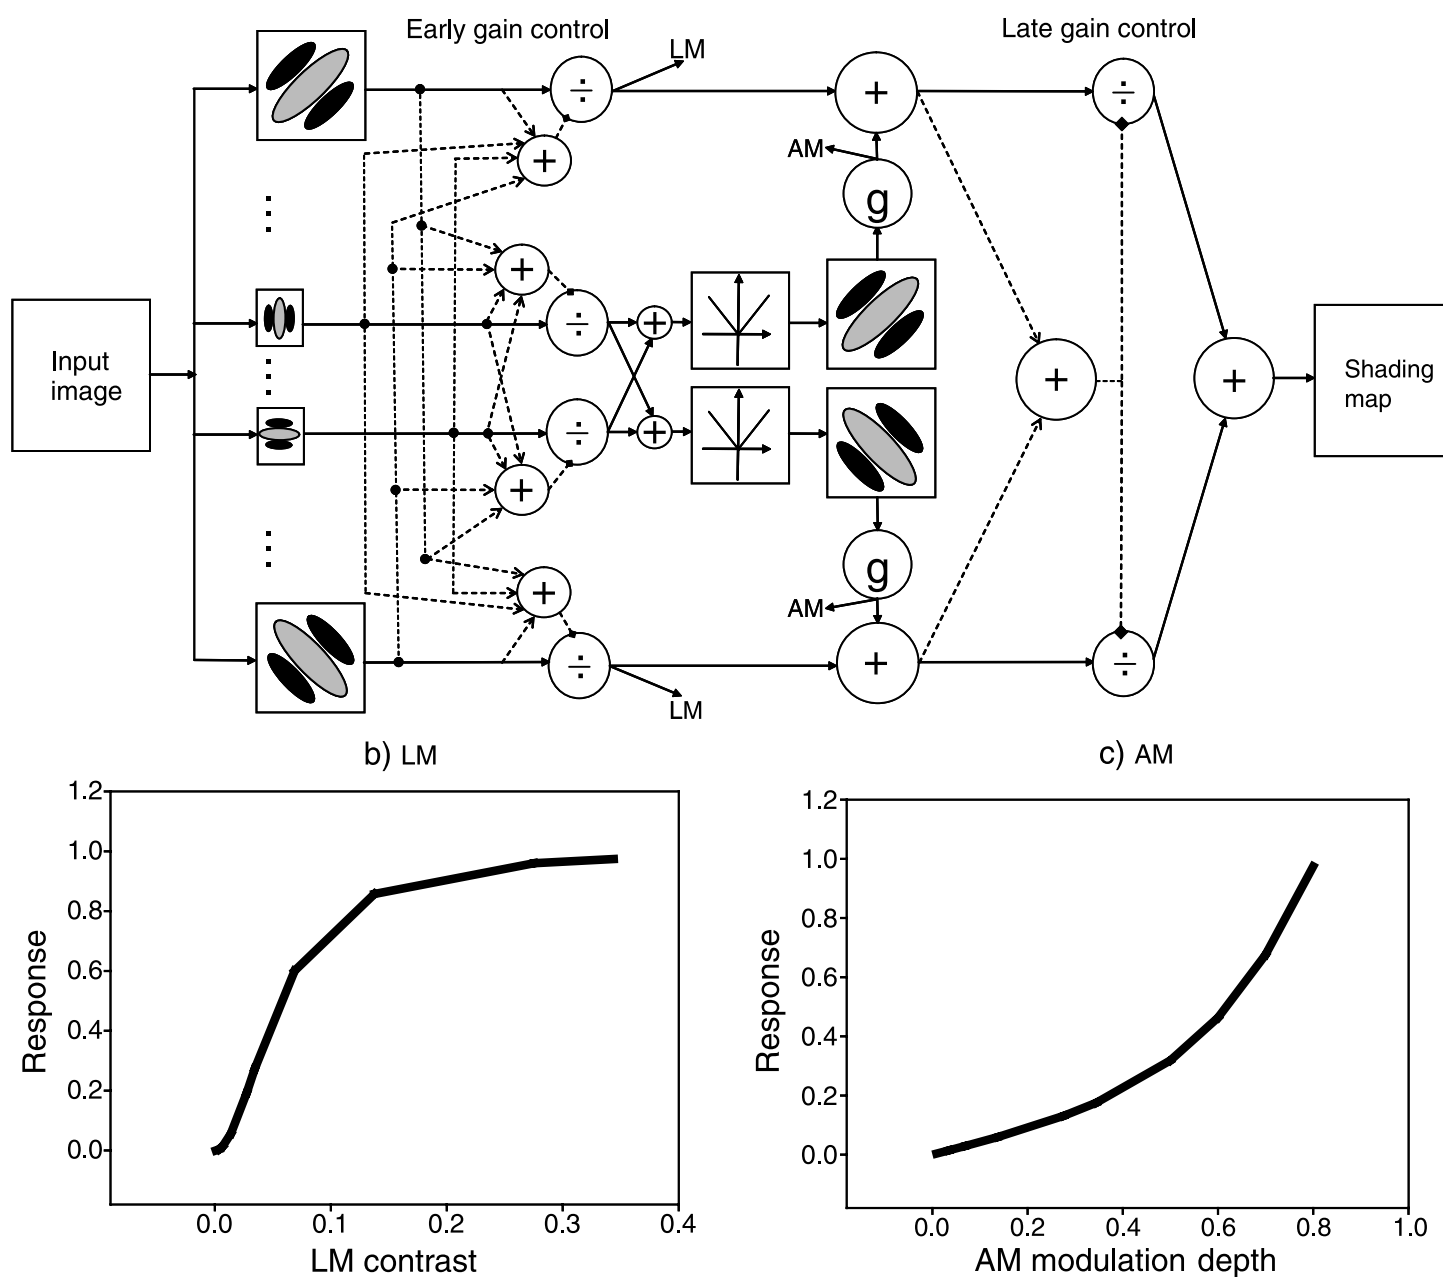 Early gain control
Late gain control
LM
÷
÷
+
+
AM
g
+
+
÷
+
Input
image
+
+
Shading
map
÷
+
+
g
+
AM
÷
+
÷
LM
b) LM
c) AM
1.2
1.0
0.8
0.6
0.4
0.2
0.0
Response
0.0 0.1 0.2 0.3 0.4
LM contrast
1.2
1.0
0.8
0.6
0.4
0.2
0.0
Response
0.0 0.2 0.4 0.6 0.8 1.0
AM modulation depth